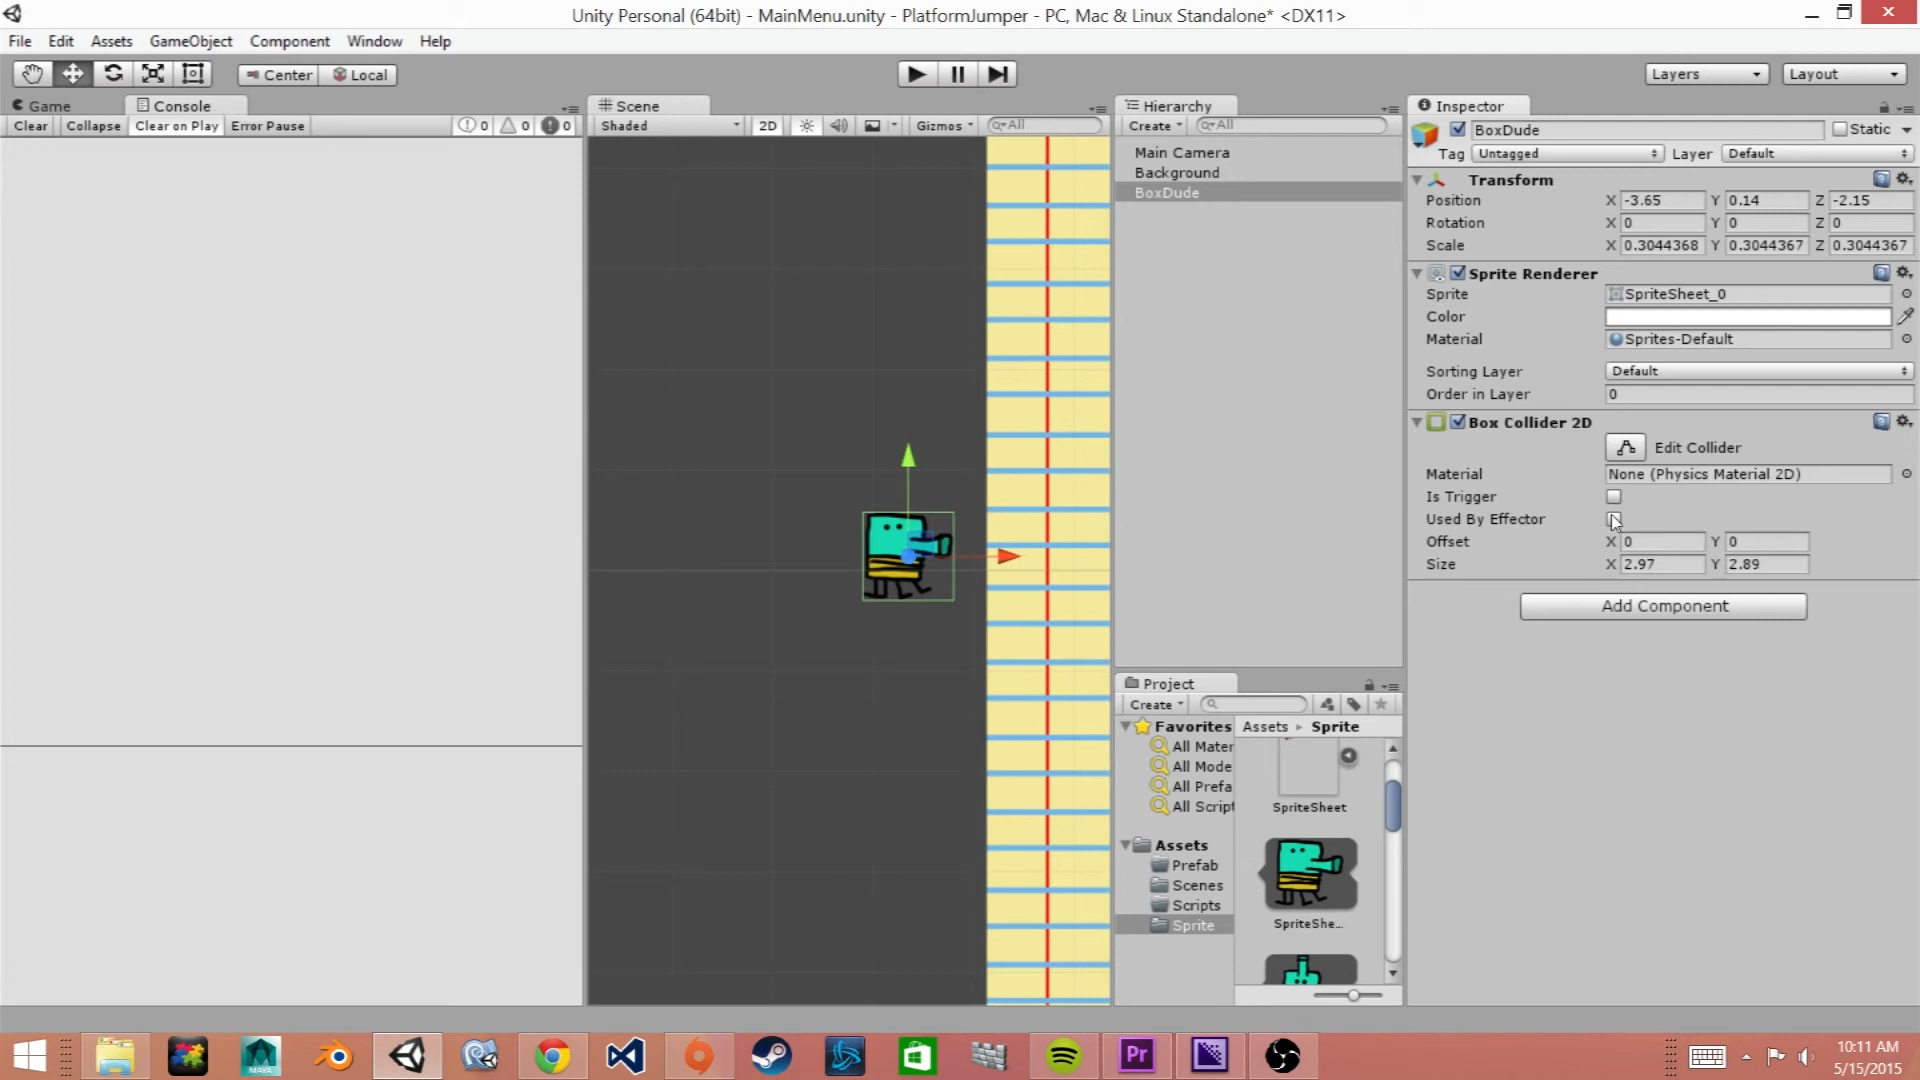 Unity Personal (64bit) - MainMenu.unity - PlatformJumper - PC, Mac & Linux Standalone* <DX11>
File Edit Assets GameObject Component Window Help
Center Local Layers Layout
Game Console
Clear Collapse Clear on Play Error Pause 0 0 0
Scene
Shaded 2D Gizmos All
Hierarchy
Create All
Main Camera
Background
BoxDude
Inspector
BoxDude Static
Tag Untagged Layer Default
Transform
Position X -3.65 Y 0.14 Z -2.15
Rotation X 0 Y 0 Z 0
Scale X 0.3044368 Y 0.3044367 Z 0.3044367
Sprite Renderer
Sprite SpriteSheet_0
Color
Material Sprites-Default
Sorting Layer Default
Order in Layer 0
Box Collider 2D
Edit Collider
Material None (Physics Material 2D)
Is Trigger
Used By Effector
Offset X 0 Y 0
Size X 2.97 Y 2.89
Add Component
Project
Create
Favorites
All Mater
All Mode
All Prefa
All Script
Assets
Prefab
Scenes
Scripts
Sprite
Assets Sprite
SpriteSheet
SpriteShe...
MAYA
Pr
10:11 AM
5/15/2015